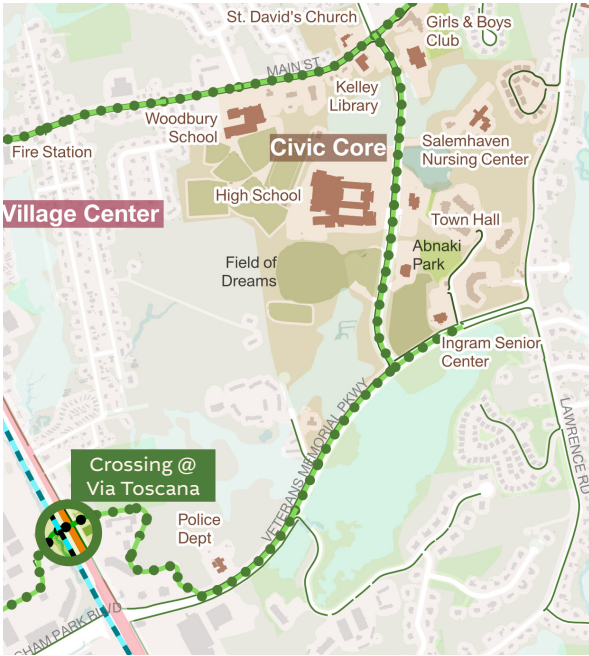 St. David's Church
Girls & Boys
Club
MAIN ST
Kelley
Library
Woodbury
School
Civic Core
Salemhaven
Nursing Center
Fire Station
High School
Village Center
Town Hall
Abnaki
Park
Field of
Dreams
Ingram Senior
Center
VETERANS MEMORIAL PKWY
LAWRENCE RD
Crossing @
Via Toscana
Police
Dept
GHAM PARK BLVD